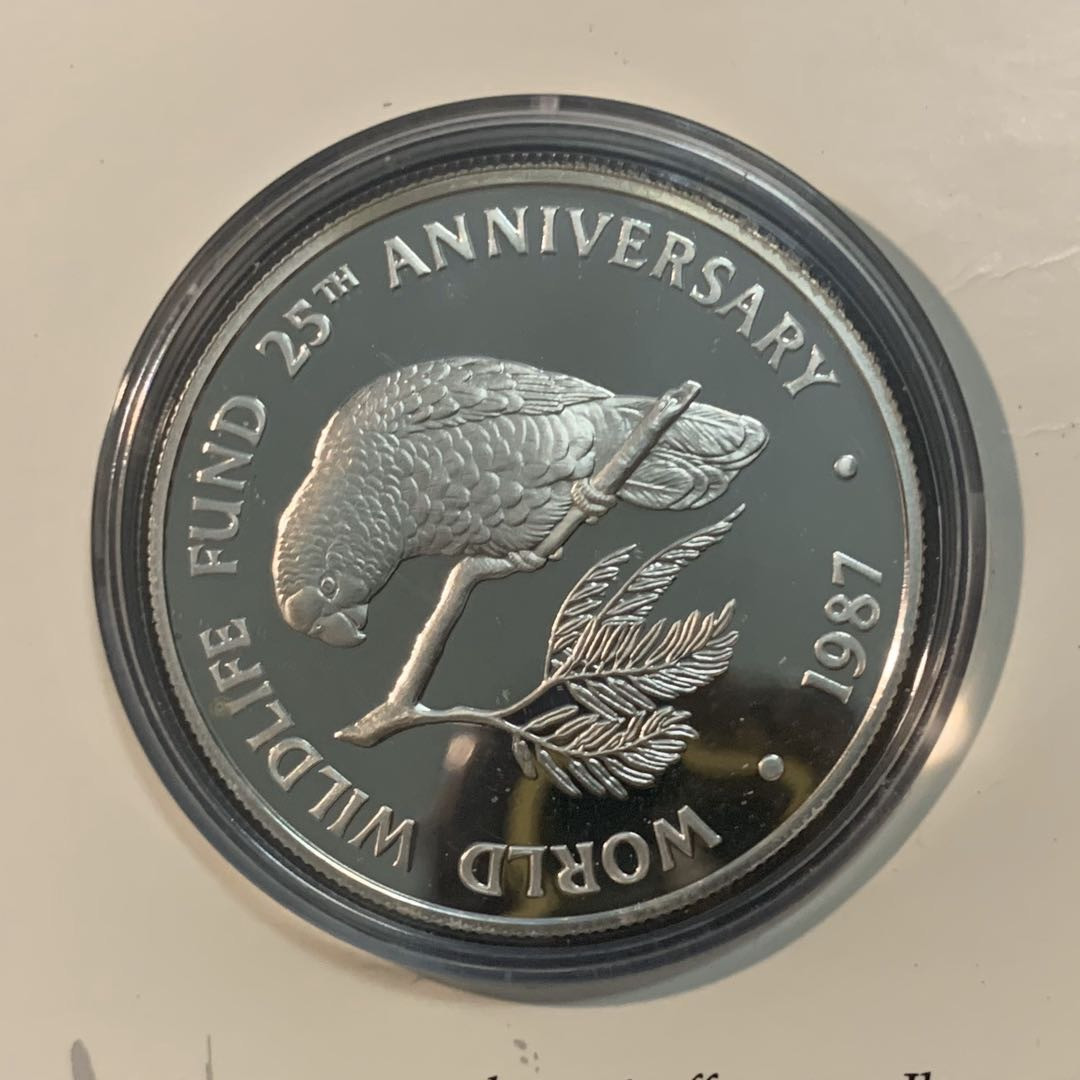 WORLD WILDLIFE FUND 25TH ANNIVERSARY
• 1987 •